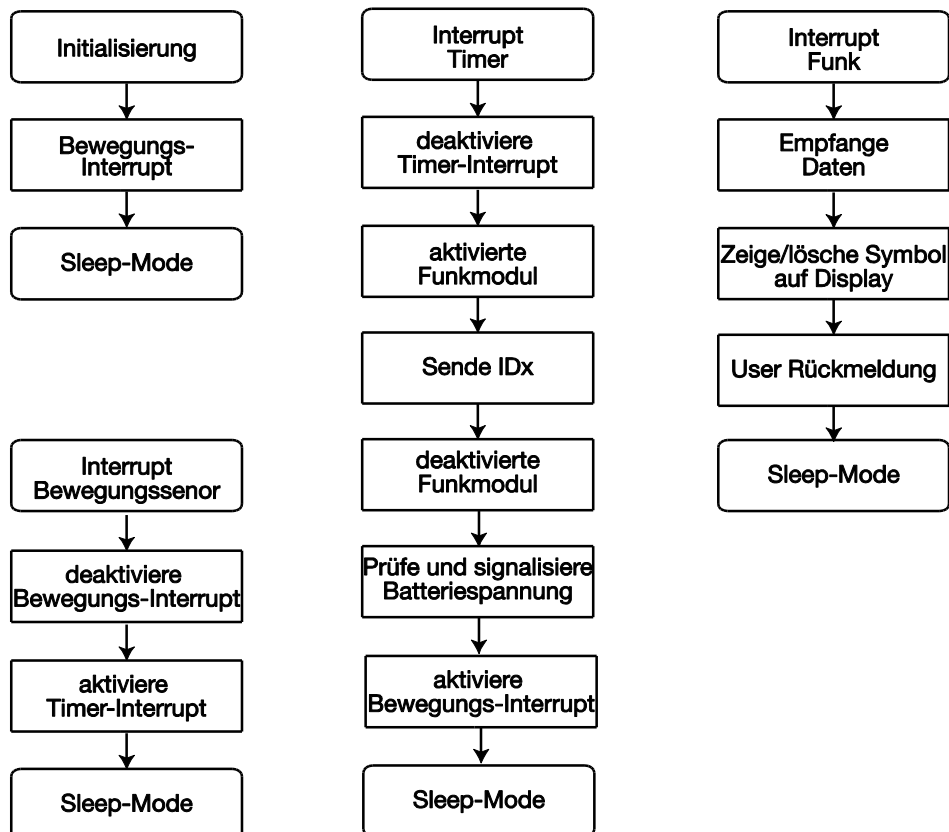 Initialisierung
Bewegungs-
Interrupt
Sleep-Mode
Interrupt
Bewegungssenor
deaktiviere
Bewegungs-Interrupt
aktiviere
Timer-Interrupt
Sleep-Mode
Interrupt
Timer
deaktiviere
Timer-Interrupt
aktivierte
Funkmodul
Sende IDx
deaktivierte
Funkmodul
Prüfe und signalisiere
Batteriespannung
aktiviere
Bewegungs-Interrupt
Sleep-Mode
Interrupt
Funk
Empfange
Daten
Zeige/lösche Symbol
auf Display
User Rückmeldung
Sleep-Mode